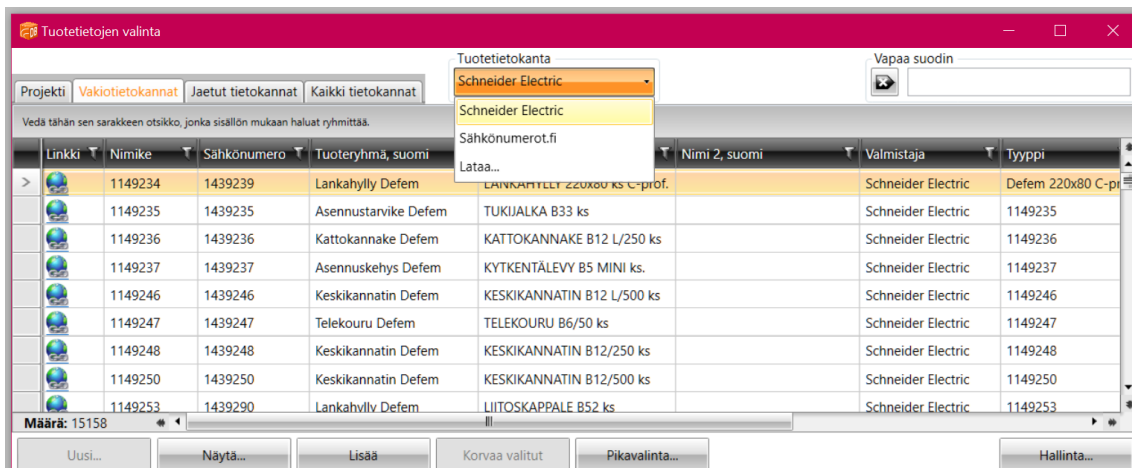 Tuotetietojen valinta
Tuotetietokanta
Vapaa suodin
Schneider Electric
Projekti Vakiotietokannat Jaetut tietokannat Kaikki tietokannat
Schneider Electric
Sähkönumerot.fi
Lataa...
Vedä tähän sen sarakkeen otsikko, jonka sisällön mukaan haluat ryhmittää.
Linkki Nimike Sähkönumero Tuoteryhmä, suomi Nimi 2, suomi Valmistaja Tyyppi
1149234 1439239 Lankahylly Defem LANKAHYLLY 220x80 ks C-prof. Schneider Electric Defem 220x80 C-pr
1149235 1439235 Asennustarvike Defem TUKIJALKA B33 ks Schneider Electric 1149235
1149236 1439236 Kattokannake Defem KATTOKANNAKE B12 L/250 ks Schneider Electric 1149236
1149237 1439237 Asennuskehys Defem KYTKENTÄLEVY B5 MINI ks. Schneider Electric 1149237
1149246 1439246 Keskikannatin Defem KESKIKANNATIN B12 L/500 ks Schneider Electric 1149246
1149247 1439247 Telekouru Defem TELEKOURU B6/50 ks Schneider Electric 1149247
1149248 1439248 Keskikannatin Defem KESKIKANNATIN B12/250 ks Schneider Electric 1149248
1149250 1439250 Keskikannatin Defem KESKIKANNATIN B12/500 ks Schneider Electric 1149250
1149253 1439290 Lankahylly Defem LIITOSKAPPALE B52 ks Schneider Electric 1149253
Määrä: 15158
Uusi... Näytä... Lisää Korvaa valitut Pikavalinta... Hallinta...